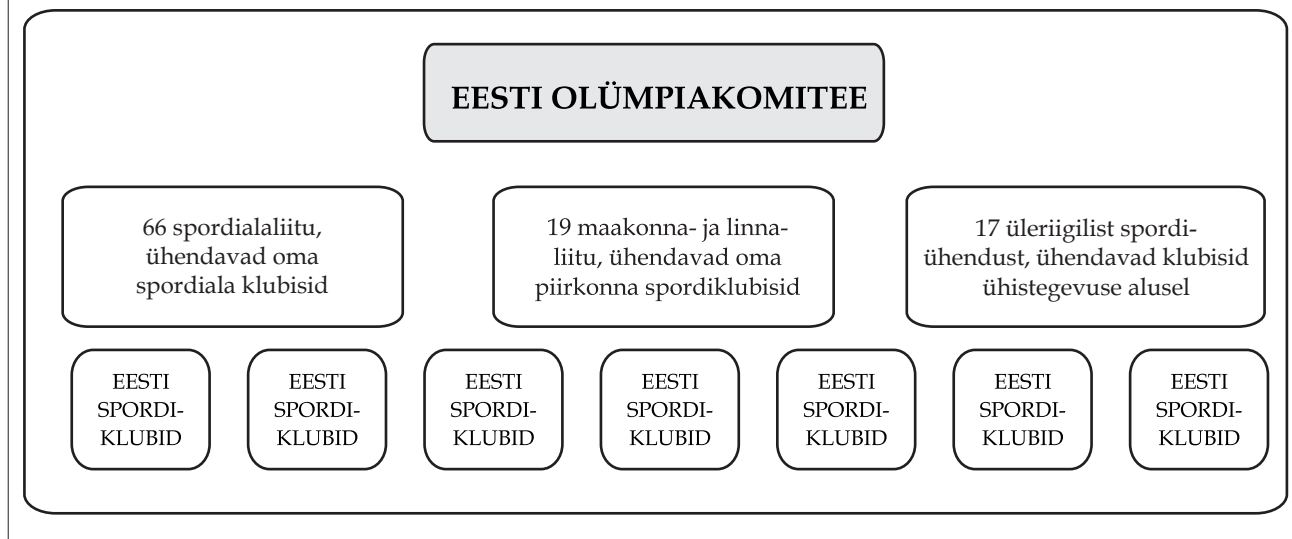 EESTI OLÜMPIAKOMITEE
66 spordialaliitu,
ühendavad oma
spordiala klubisid
19 maakonna- ja linna-
liitu, ühendavad oma
piirkonna spordiklubisid
17 üleriigilist spordi-
ühendust, ühendavad klubisid
ühistegevuse alusel
EESTI
SPORDI-
KLUBID
EESTI
SPORDI-
KLUBID
EESTI
SPORDI-
KLUBID
EESTI
SPORDI-
KLUBID
EESTI
SPORDI-
KLUBID
EESTI
SPORDI-
KLUBID
EESTI
SPORDI-
KLUBID